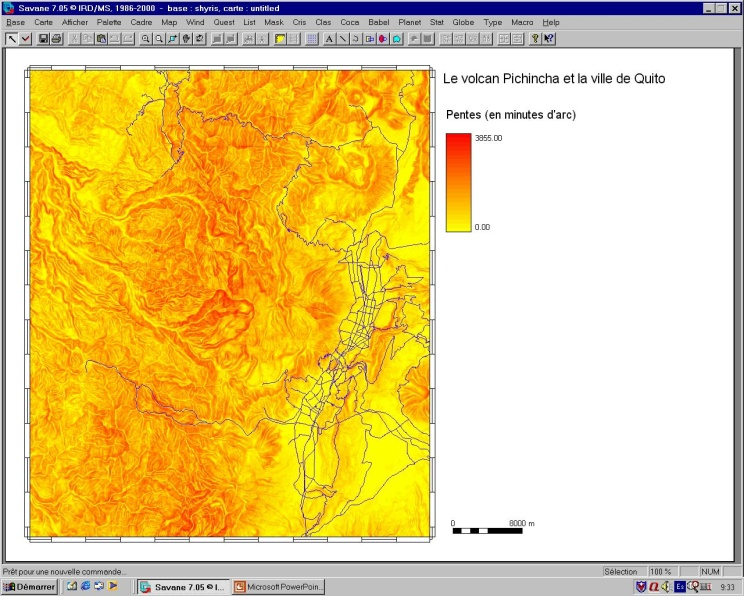 Savane 7.05 © IRD/MS, 1986-2000 - base : shyris, carte : untitled
Base Carte Afficher Palette Cadre Map Wind Quest List Mask Cris Clas Coca Babel Planet Stat Globe Type Macro Help
Le volcan Pichincha et la ville de Quito
Pentes (en minutes d'arc)
3855.00
0.00
0 8000 m
Prêt pour une nouvelle commande...
Sélection 100 % NUM
Démarrer Savane 7.05 © I... Microsoft PowerPoin... Es 9:33